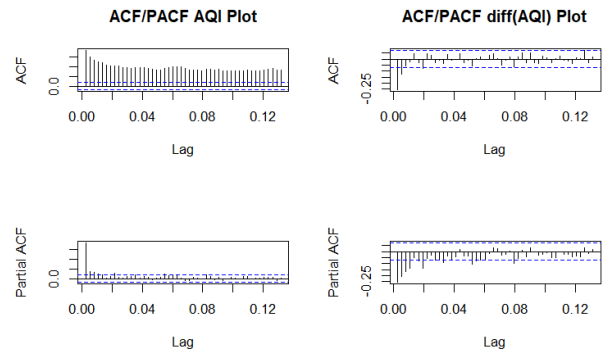 ACF/PACF AQI Plot
ACF
0.0
0.00 0.04 0.08 0.12
Lag
ACF/PACF diff(AQI) Plot
ACF
-0.25
0.00 0.04 0.08 0.12
Lag
Partial ACF
0.0
0.00 0.04 0.08 0.12
Lag
Partial ACF
-0.25
0.00 0.04 0.08 0.12
Lag